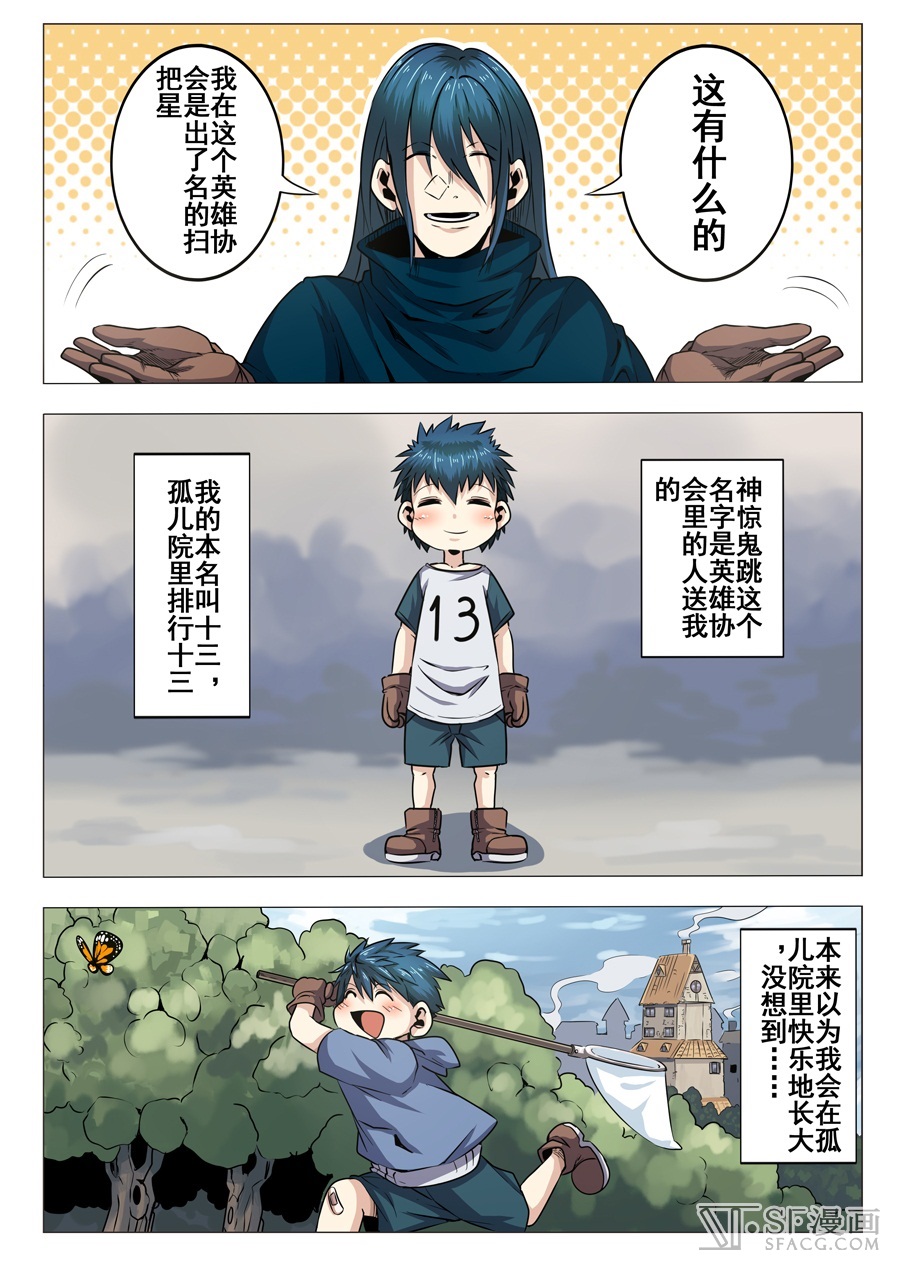 这有什么的
我在这个英雄协
会是出了名的扫
把星
神惊鬼跳这个
名字是英雄协
会里的人送我
的
我的本名叫十三，
孤儿院里排行十三
13
本来以为我会在孤
儿院里快乐地长大
，没想到……
SF漫画
SFACG.COM